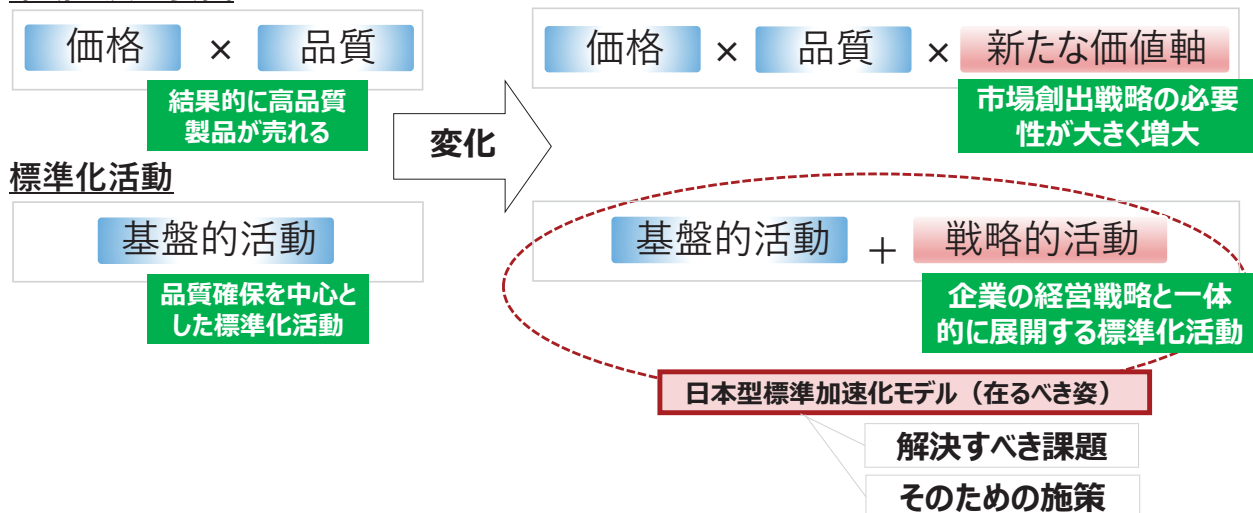 価格 × 品質
結果的に高品質
製品が売れる
変化
価格 × 品質 × 新たな価値軸
市場創出戦略の必要
性が大きく増大
標準化活動
基盤的活動
品質確保を中心と
した標準化活動
基盤的活動 + 戦略的活動
企業の経営戦略と一体
的に展開する標準化活動
日本型標準加速化モデル（在るべき姿）
解決すべき課題
そのための施策